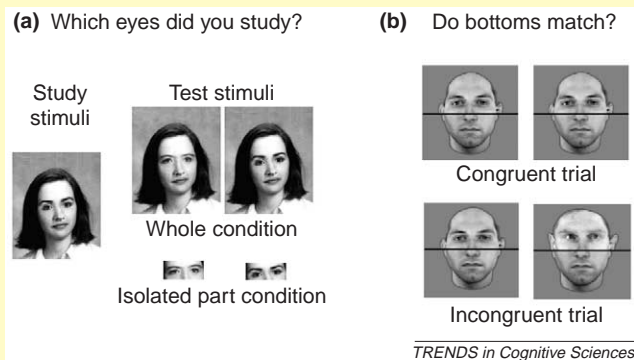 (a) Which eyes did you study?
Study
stimuli
Test stimuli
Whole condition
Isolated part condition
(b) Do bottoms match?
Congruent trial
Incongruent trial
TRENDS in Cognitive Sciences